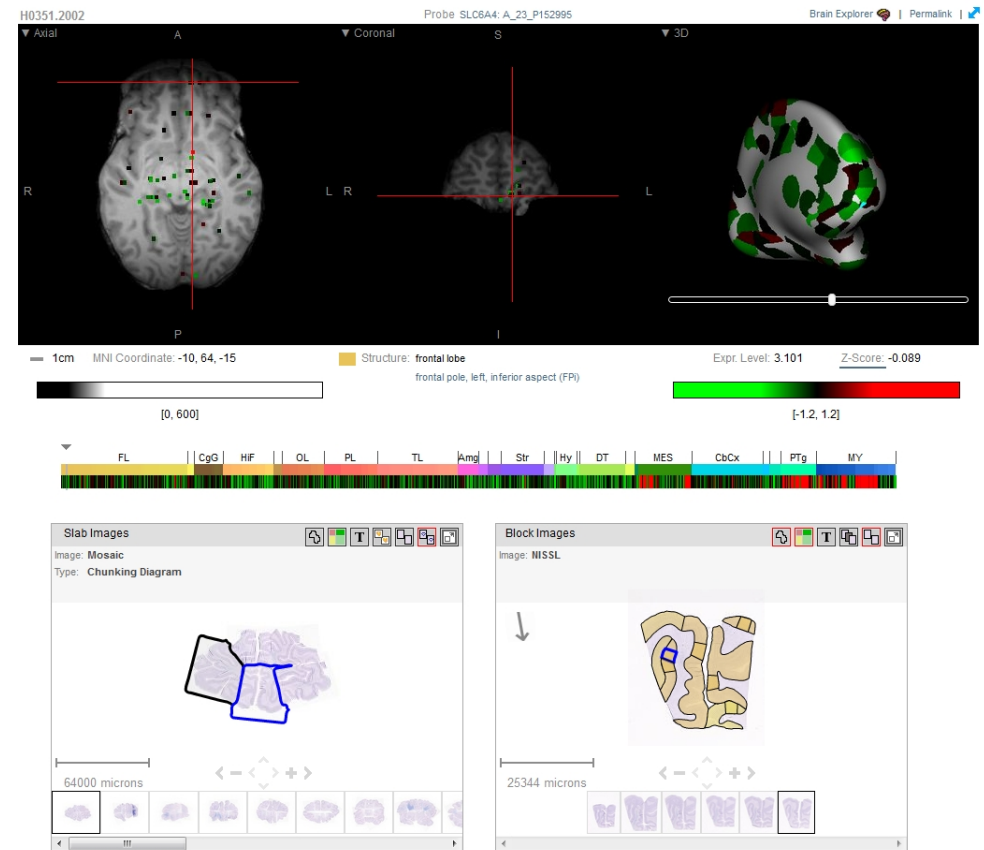 H0351.2002
Probe SLC6A4: A_23_P152995
Brain Explorer | Permalink |
▼ Axial
A
▼ Coronal
S
▼ 3D
R
L
R
L
P
I
1cm MNI Coordinate: -10, 64, -15
Structure: frontal lobe
Expr. Level: 3.101 Z-Score: -0.089
frontal pole, left, inferior aspect (FPi)
[0, 600]
[-1.2, 1.2]
FL CgG HiF OL PL TL Amg Str Hy DT MES CbCx PTg MY
Slab Images
T
Image: Mosaic
Type: Chunking Diagram
64000 microns
Block Images
T
Image: NISSL
25344 microns